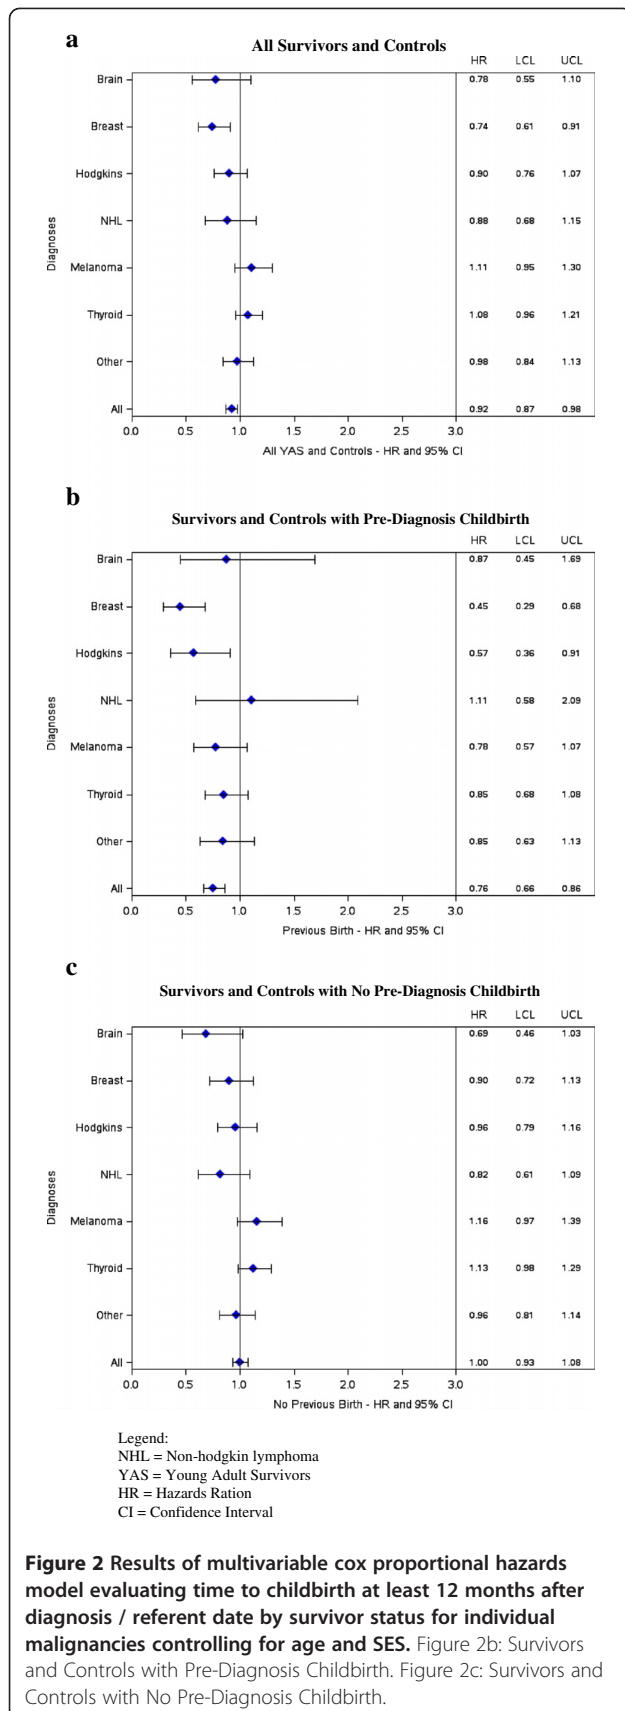 a
All Survivors and Controls
HR LCL UCL
Brain 0.78 0.55 1.10
Breast 0.74 0.61 0.91
Hodgkins 0.90 0.76 1.07
NHL 0.88 0.68 1.15
Melanoma 1.11 0.95 1.30
Thyroid 1.08 0.96 1.21
Other 0.98 0.84 1.13
All 0.92 0.87 0.98
Diagnoses
0.0 0.5 1.0 1.5 2.0 2.5 3.0
All YAS and Controls - HR and 95% CI
b
Survivors and Controls with Pre-Diagnosis Childbirth
HR LCL UCL
Brain 0.87 0.45 1.69
Breast 0.45 0.29 0.68
Hodgkins 0.57 0.36 0.91
NHL 1.11 0.58 2.09
Melanoma 0.78 0.57 1.07
Thyroid 0.85 0.68 1.08
Other 0.85 0.63 1.13
All 0.76 0.66 0.86
Diagnoses
0.0 0.5 1.0 1.5 2.0 2.5 3.0
Previous Birth - HR and 95% CI
c
Survivors and Controls with No Pre-Diagnosis Childbirth
HR LCL UCL
Brain 0.69 0.46 1.03
Breast 0.90 0.72 1.13
Hodgkins 0.96 0.79 1.16
NHL 0.82 0.61 1.09
Melanoma 1.16 0.97 1.39
Thyroid 1.13 0.98 1.29
Other 0.96 0.81 1.14
All 1.00 0.93 1.08
Diagnoses
0.0 0.5 1.0 1.5 2.0 2.5 3.0
No Previous Birth - HR and 95% CI
Legend:
NHL = Non-hodgkin lymphoma
YAS = Young Adult Survivors
HR = Hazards Ration
CI = Confidence Interval
Figure 2 Results of multivariable cox proportional hazards
model evaluating time to childbirth at least 12 months after
diagnosis / referent date by survivor status for individual
malignancies controlling for age and SES. Figure 2b: Survivors
and Controls with Pre-Diagnosis Childbirth. Figure 2c: Survivors and
Controls with No Pre-Diagnosis Childbirth.